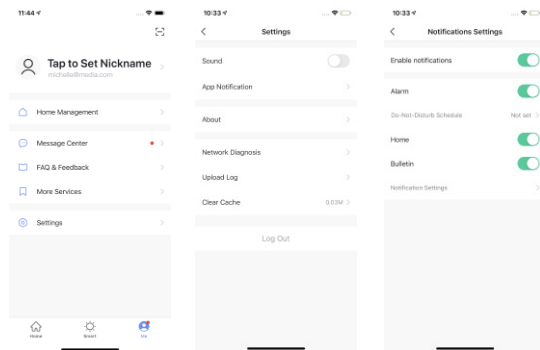 11:44
Tap to Set Nickname
michelle@media.com
Home Management
Message Center
FAQ & Feedback
More Services
Settings
Home
Smart
Me
10:33
Settings
Sound
App Notification
About
Network Diagnosis
Upload Log
Clear Cache 0.03M
Log Out
10:33
Notifications Settings
Enable notifications
Alarm
Do-Not-Disturb Schedule Not set
Home
Bulletin
Notification Settings